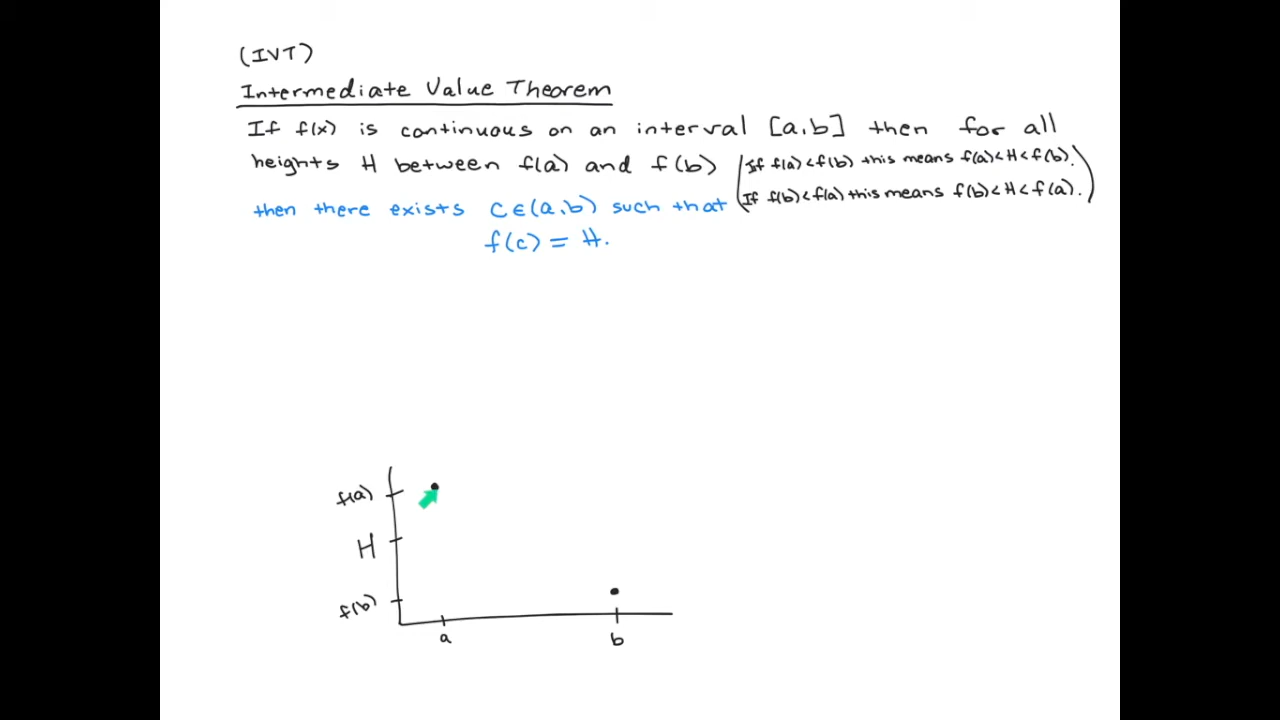 (IVT)
Intermediate Value Theorem
If f(x) is continuous on an interval [a,b] then for all
heights H between f(a) and f(b) (If f(a)<f(b) this means f(a)<H<f(b).
If f(b)<f(a) this means f(b)<H<f(a).)
then there exists c∈(a,b) such that
f(c) = H.
f(a)
H
f(b)
a b